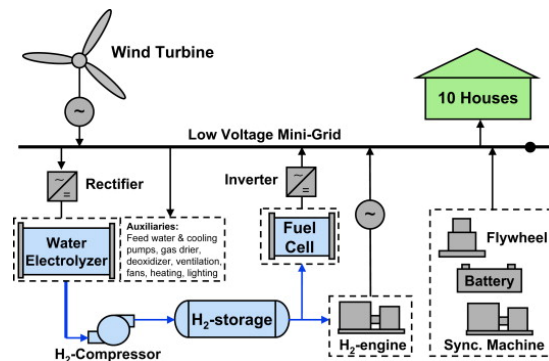 Wind Turbine
~
10 Houses
Low Voltage Mini-Grid
Rectifier
~
=
Inverter
~
=
~
Water
Electrolyzer
Auxiliaries:
Feed water & cooling
pumps, gas drier,
deoxidizer, ventilation,
fans, heating, lighting
Fuel
Cell
Flywheel
Battery
Sync. Machine
H₂-Compressor
H₂-storage
H₂-engine